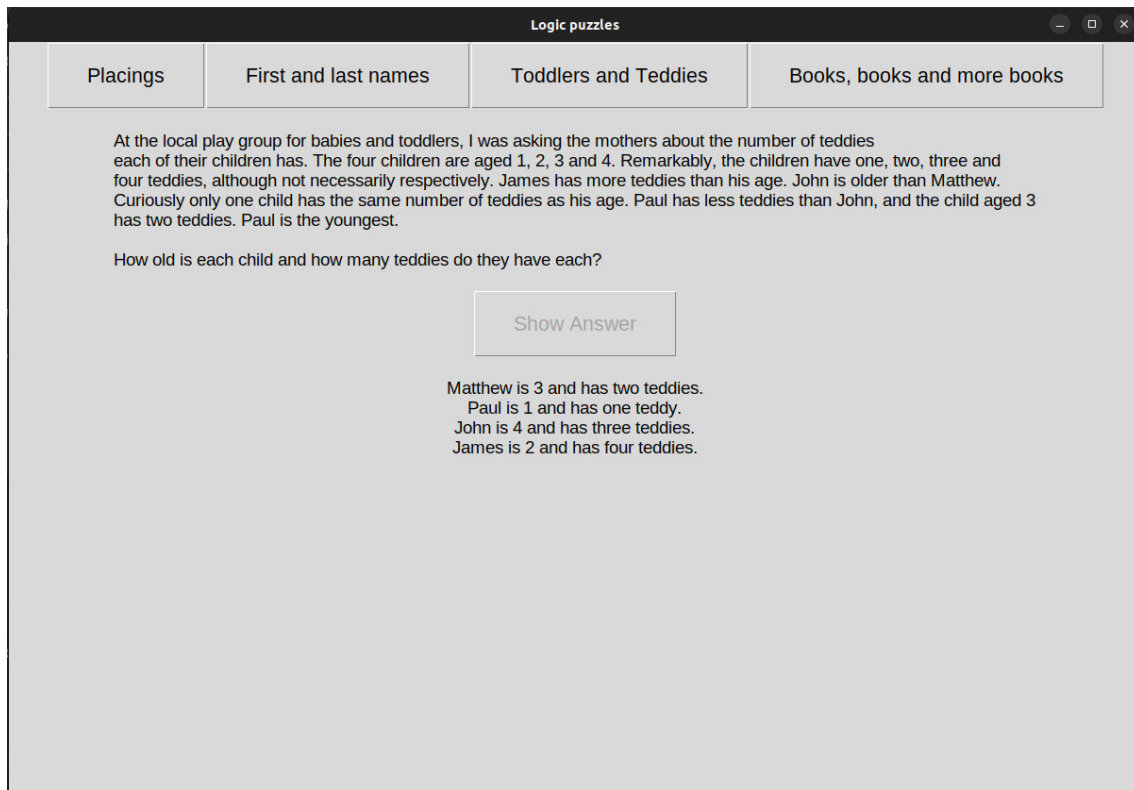 Logic puzzles
Placings
First and last names
Toddlers and Teddies
Books, books and more books
At the local play group for babies and toddlers, I was asking the mothers about the number of teddies
each of their children has. The four children are aged 1, 2, 3 and 4. Remarkably, the children have one, two, three and
four teddies, although not necessarily respectively. James has more teddies than his age. John is older than Matthew.
Curiously only one child has the same number of teddies as his age. Paul has less teddies than John, and the child aged 3
has two teddies. Paul is the youngest.
How old is each child and how many teddies do they have each?
Show Answer
Matthew is 3 and has two teddies.
Paul is 1 and has one teddy.
John is 4 and has three teddies.
James is 2 and has four teddies.